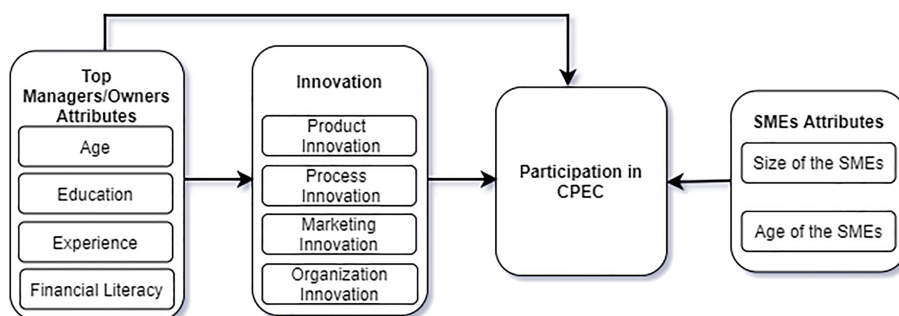 Top
Managers/Owners
Attributes
Age
Education
Experience
Financial Literacy
Innovation
Product
Innovation
Process
Innovation
Marketing
Innovation
Organization
Innovation
Participation in
CPEC
SMEs Attributes
Size of the SMEs
Age of the SMEs